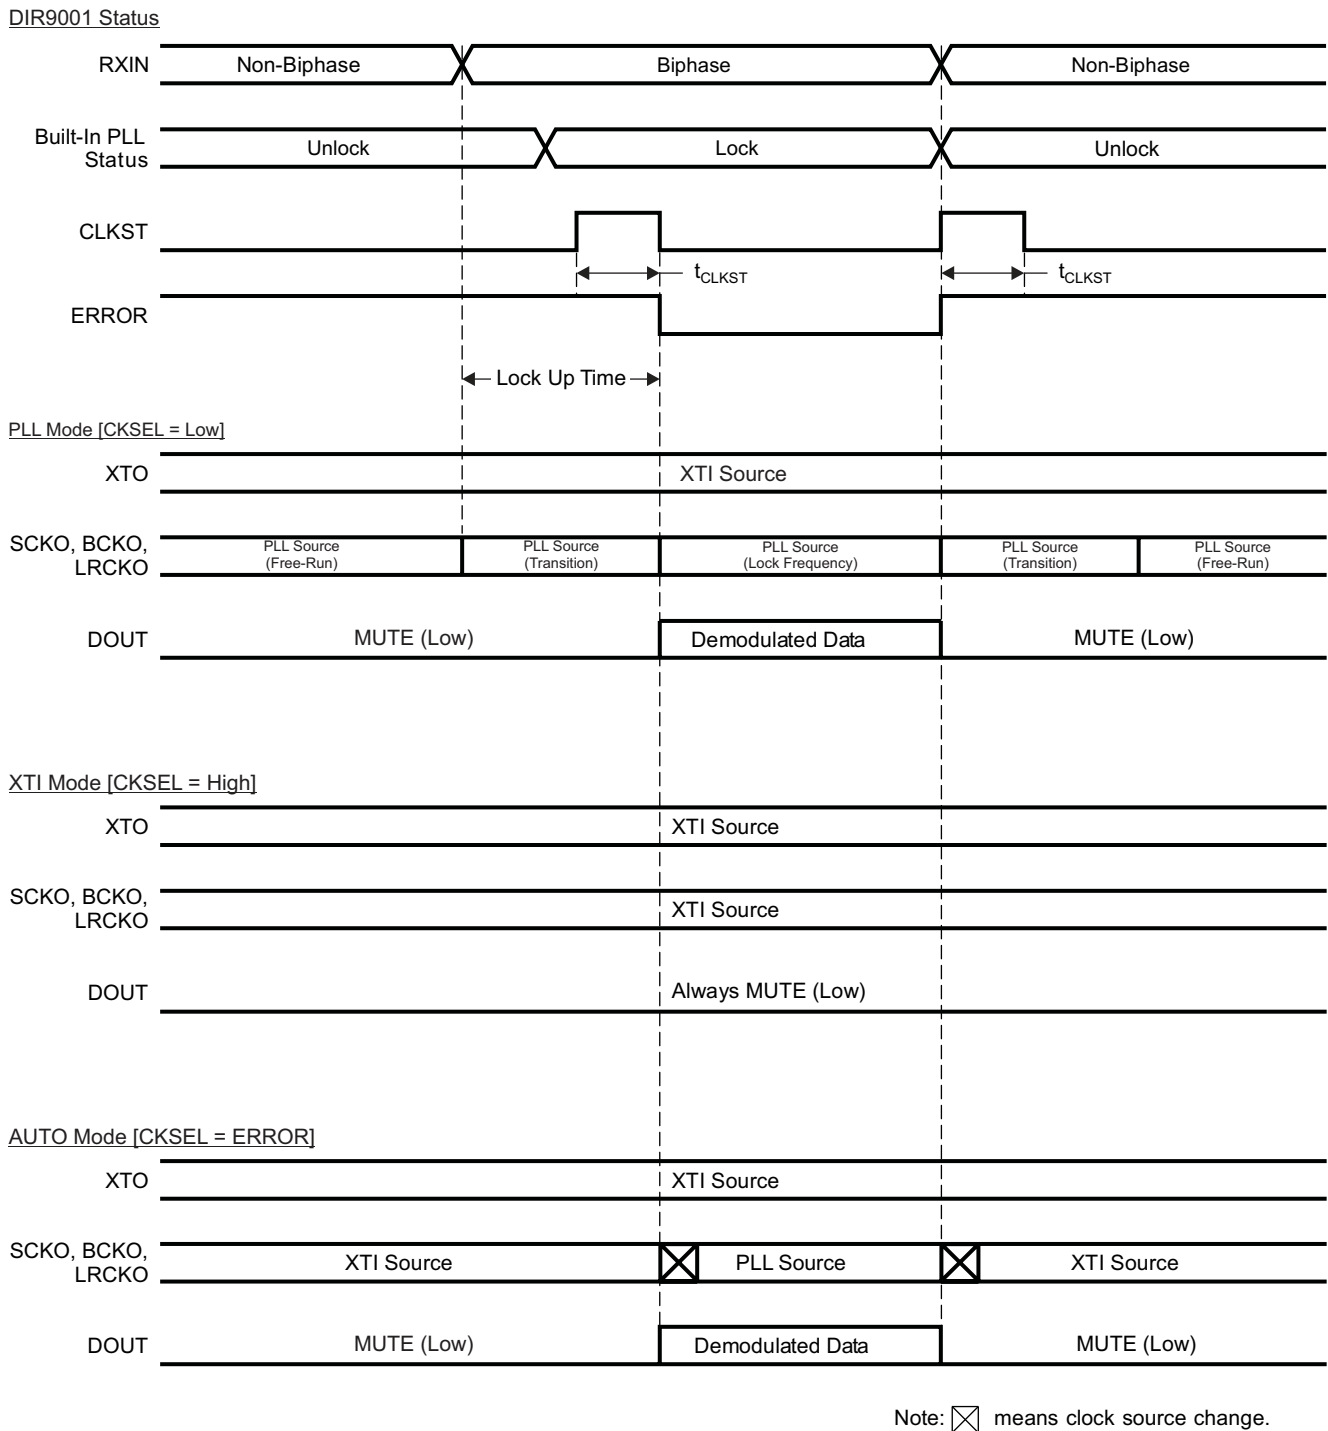 DIR9001 Status
RXIN
Non-Biphase
Biphase
Non-Biphase
Built-In PLL
Status
Unlock
Lock
Unlock
CLKST
tCLKST
tCLKST
ERROR
Lock Up Time
PLL Mode [CKSEL = Low]
XTO
XTI Source
SCKO, BCKO,
LRCKO
PLL Source
(Free-Run)
PLL Source
(Transition)
PLL Source
(Lock Frequency)
PLL Source
(Transition)
PLL Source
(Free-Run)
DOUT
MUTE (Low)
Demodulated Data
MUTE (Low)
XTI Mode [CKSEL = High]
XTO
XTI Source
SCKO, BCKO,
LRCKO
XTI Source
DOUT
Always MUTE (Low)
AUTO Mode [CKSEL = ERROR]
XTO
XTI Source
SCKO, BCKO,
LRCKO
XTI Source
PLL Source
XTI Source
DOUT
MUTE (Low)
Demodulated Data
MUTE (Low)
Note: means clock source change.